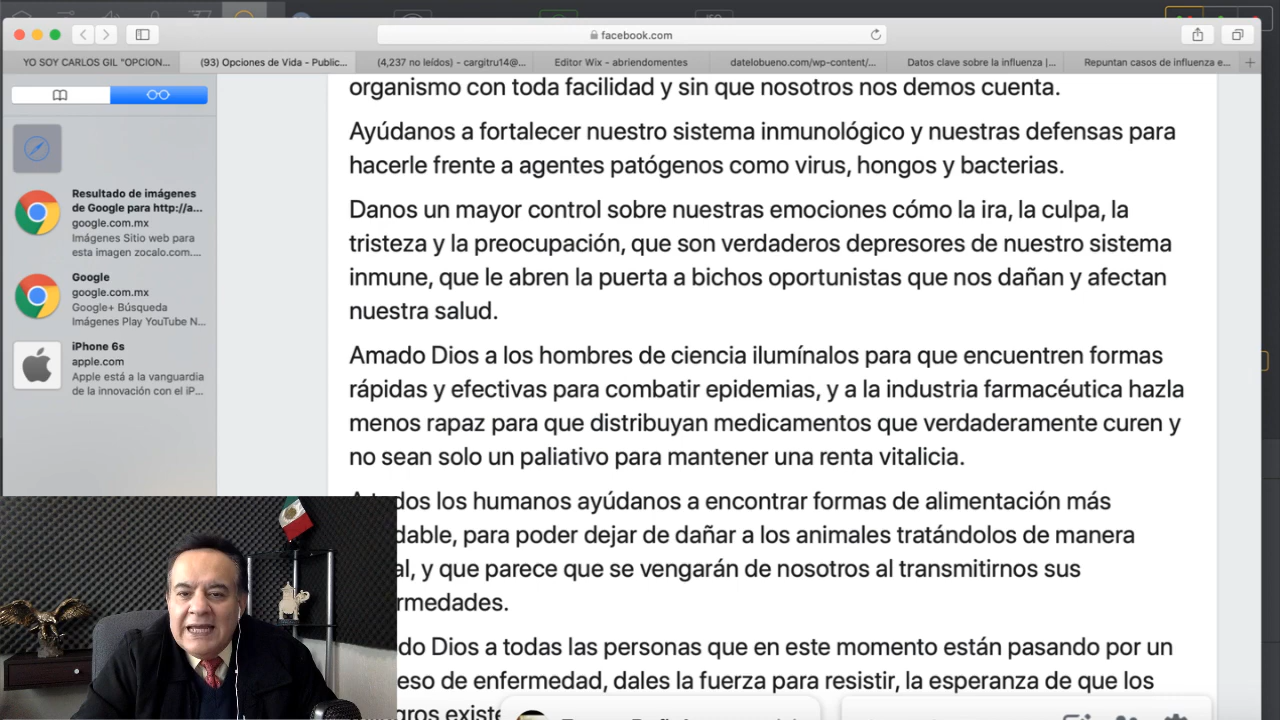 facebook.com
YO SOY CARLOS GIL "OPCION...
(93) Opciones de Vida - Public...
(4,237 no leídos) - cargitru14@...
Editor Wix - abriendomentes
datelobueno.com/wp-content/...
Datos clave sobre la influenza |...
Repuntan casos de influenza e...
Resultado de imágenes
de Google para http://a...
google.com.mx
Imágenes Sitio web para
esta imagen zocalo.com....
Google
google.com.mx
Google+ Búsqueda
Imágenes Play YouTube N...
iPhone 6s
apple.com
Apple está a la vanguardia
de la innovación con el iP...
organismo con toda facilidad y sin que nosotros nos demos cuenta.
Ayúdanos a fortalecer nuestro sistema inmunológico y nuestras defensas para
hacerle frente a agentes patógenos como virus, hongos y bacterias.
Danos un mayor control sobre nuestras emociones cómo la ira, la culpa, la
tristeza y la preocupación, que son verdaderos depresores de nuestro sistema
inmune, que le abren la puerta a bichos oportunistas que nos dañan y afectan
nuestra salud.
Amado Dios a los hombres de ciencia ilumínalos para que encuentren formas
rápidas y efectivas para combatir epidemias, y a la industria farmacéutica hazla
menos rapaz para que distribuyan medicamentos que verdaderamente curen y
no sean solo un paliativo para mantener una renta vitalicia.
A todos los humanos ayúdanos a encontrar formas de alimentación más
dable, para poder dejar de dañar a los animales tratándolos de manera
al, y que parece que se vengarán de nosotros al transmitirnos sus
rmedades.
do Dios a todas las personas que en este momento están pasando por un
eso de enfermedad, dales la fuerza para resistir, la esperanza de que los
gros existe